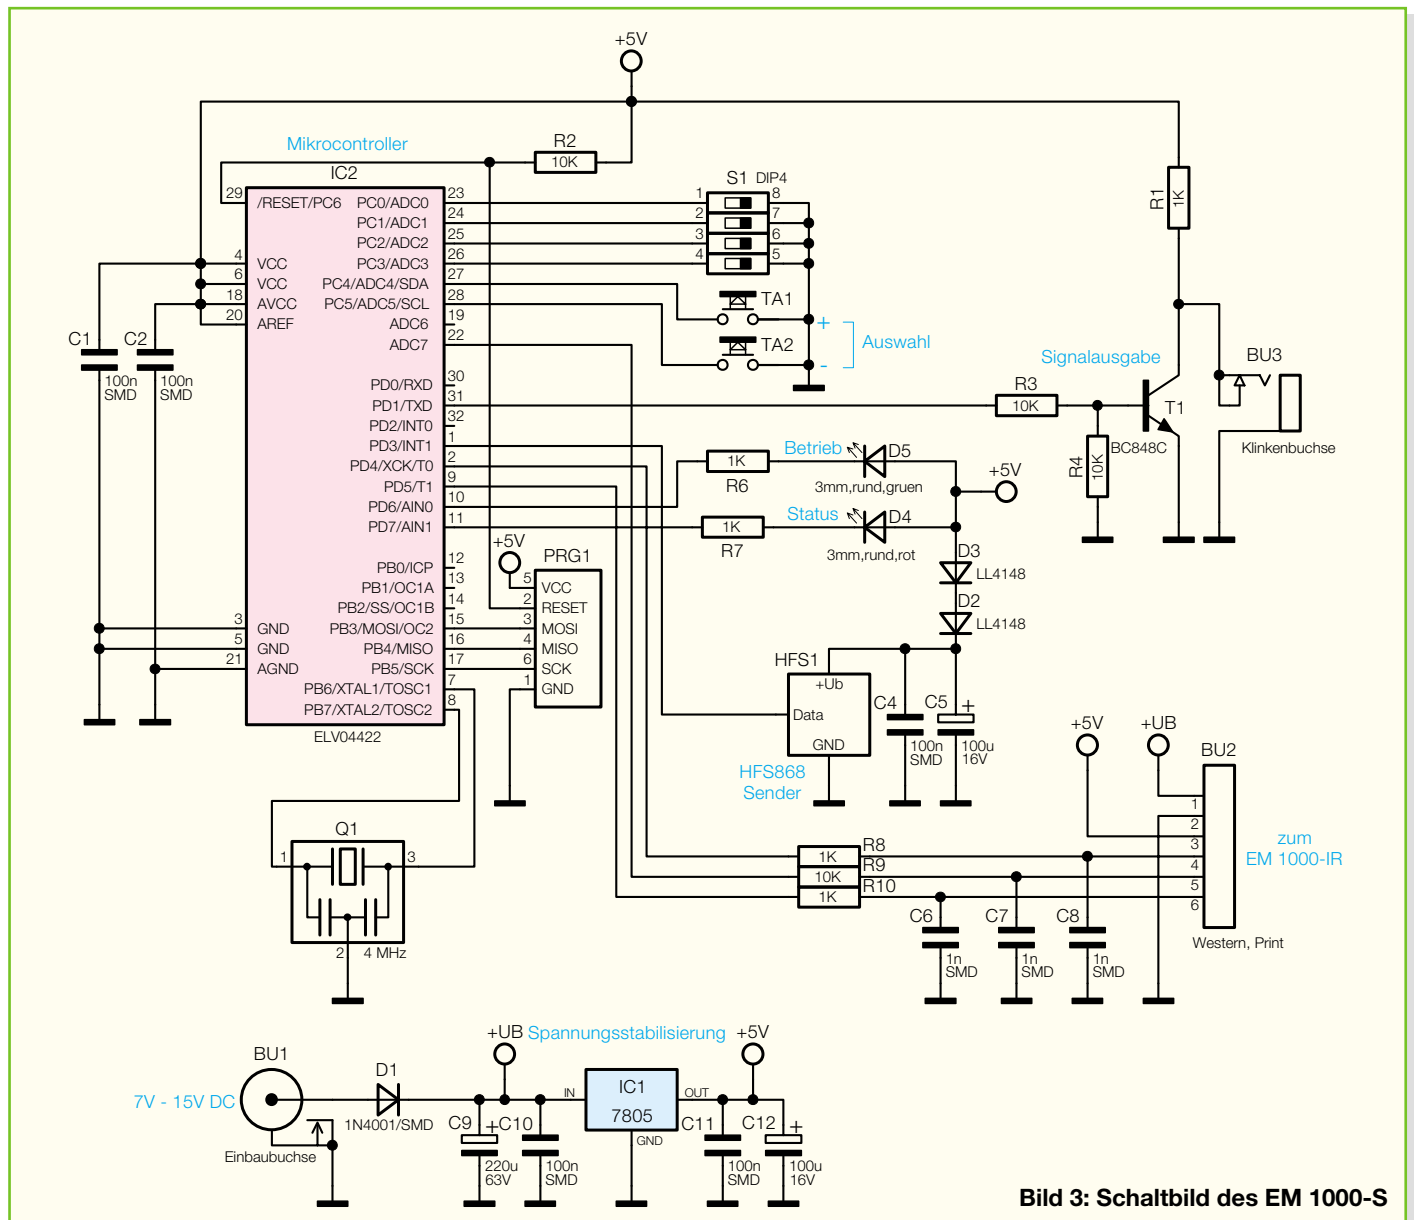 +5V
Mikrocontroller
IC2
R2
10K
S1 DIP4
R1
1K
29 /RESET/PC6 PC0/ADC0 23
PC1/ADC1 24
PC2/ADC2 25
PC3/ADC3 26
4 VCC
PC4/ADC4/SDA 27
6 VCC
PC5/ADC5/SCL 28
18 AVCC
ADC6 19
20 AREF
ADC7 22
1 8
2 7
3 6
4 5
TA1
TA2
+
-
Auswahl
C1
100n
SMD
C2
100n
SMD
PD0/RXD 30
PD1/TXD 31
PD2/INT0 32
PD3/INT1 1
PD4/XCK/T0 2
PD5/T1 9
PD6/AIN0 10
PD7/AIN1 11
PB0/ICP 12
PB1/OC1A 13
PB2/SS/OC1B 14
3 GND PB3/MOSI/OC2 15
5 GND PB4/MISO 16
21 AGND PB5/SCK 17
PB6/XTAL1/TOSC1 7
PB7/XTAL2/TOSC2 8
ELV04422
Signalausgabe
R3
10K
R4
10K
T1
BC848C
BU3
Klinkenbuchse
Betrieb
D5
1K
R6
3mm,rund,gruen
+5V
Status
D4
1K
R7
3mm,rund,rot
D3
LL4148
D2
LL4148
+5V
PRG1
5 VCC
2 RESET
3 MOSI
4 MISO
6 SCK
1 GND
HFS1
+Ub
Data
GND
HFS868
Sender
C4
100n
SMD
C5
+
100u
16V
+5V
+UB
BU2
1
2
3
4
5
6
zum
EM 1000-IR
Western, Print
R8
1K
R9
10K
R10
1K
C6
1n
SMD
C7
1n
SMD
C8
1n
SMD
Q1
1 3
2 4 MHz
+UB
Spannungsstabilisierung
+5V
BU1
7V - 15V DC
Einbaubuchse
D1
1N4001/SMD
C9
+
220u
63V
C10
100n
SMD
IN
IC1
7805
OUT
GND
C11
100n
SMD
C12
+
100u
16V
Bild 3: Schaltbild des EM 1000-S